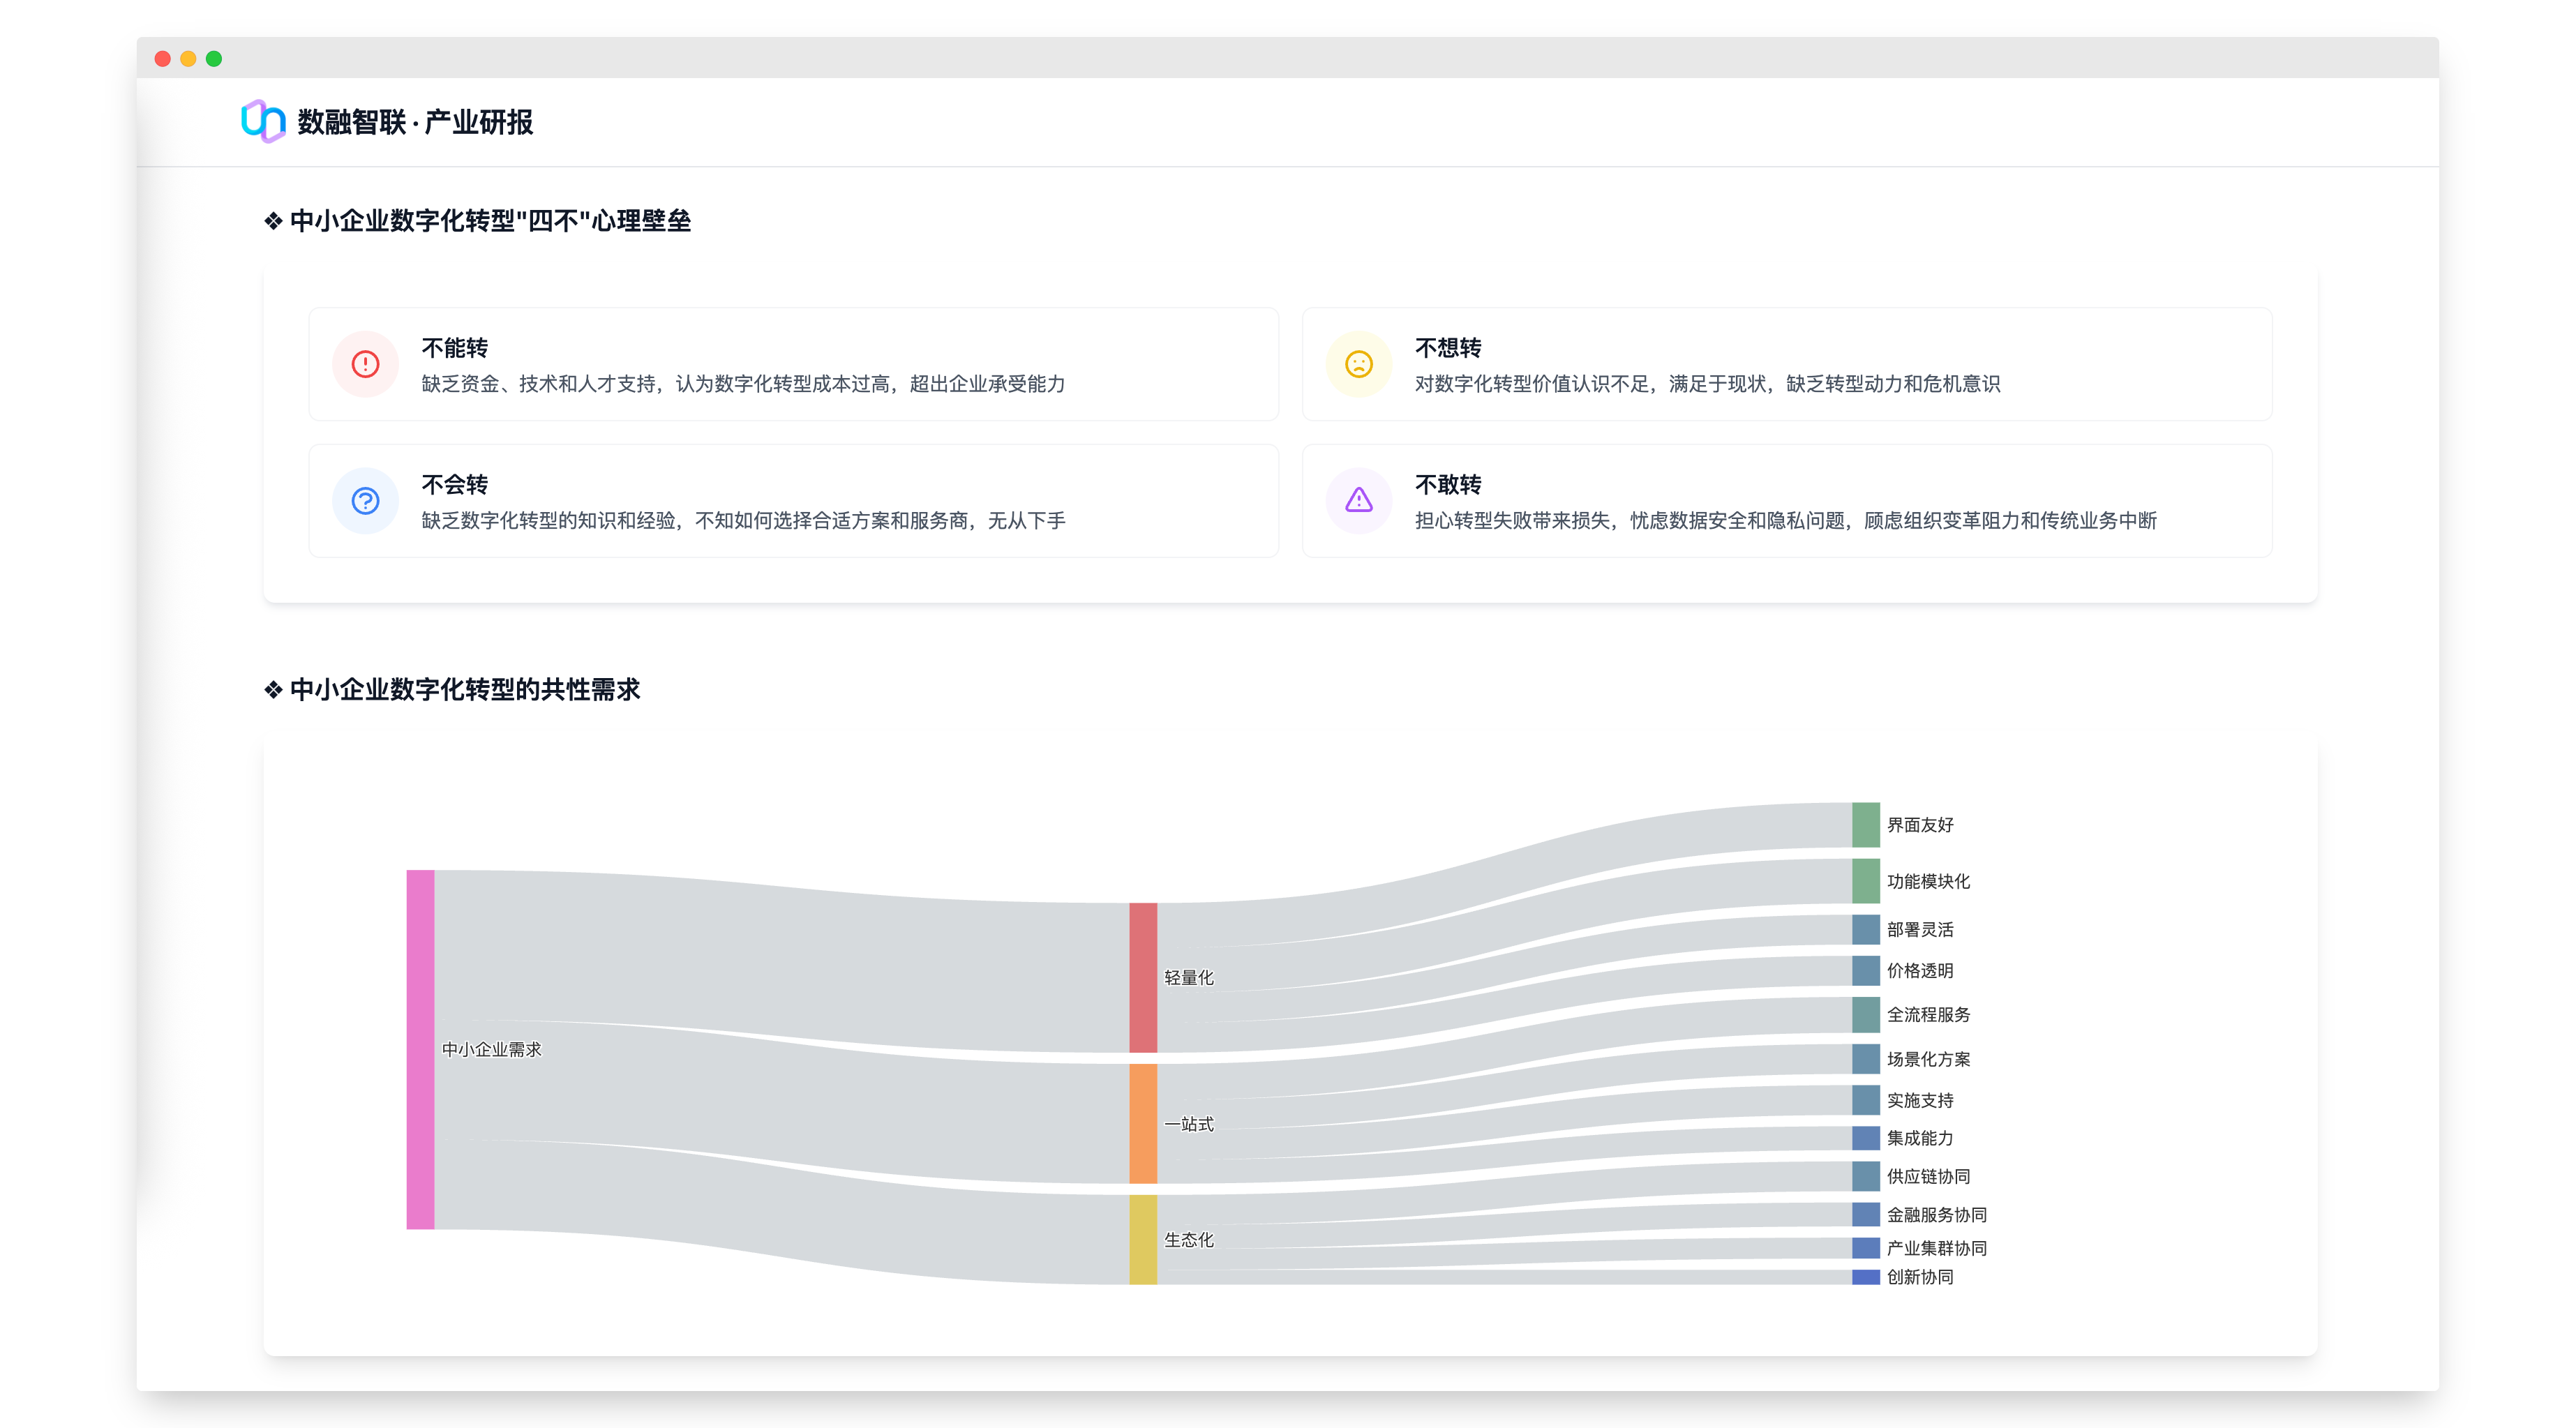 数融智联·产业研报
❖ 中小企业数字化转型"四不"心理壁垒
不能转
缺乏资金、技术和人才支持，认为数字化转型成本过高，超出企业承受能力
不想转
对数字化转型价值认识不足，满足于现状，缺乏转型动力和危机意识
不会转
缺乏数字化转型的知识和经验，不知如何选择合适方案和服务商，无从下手
不敢转
担心转型失败带来损失，忧虑数据安全和隐私问题，顾虑组织变革阻力和传统业务中断
❖ 中小企业数字化转型的共性需求
中小企业需求
轻量化
一站式
生态化
界面友好
功能模块化
部署灵活
价格透明
全流程服务
场景化方案
实施支持
集成能力
供应链协同
金融服务协同
产业集群协同
创新协同